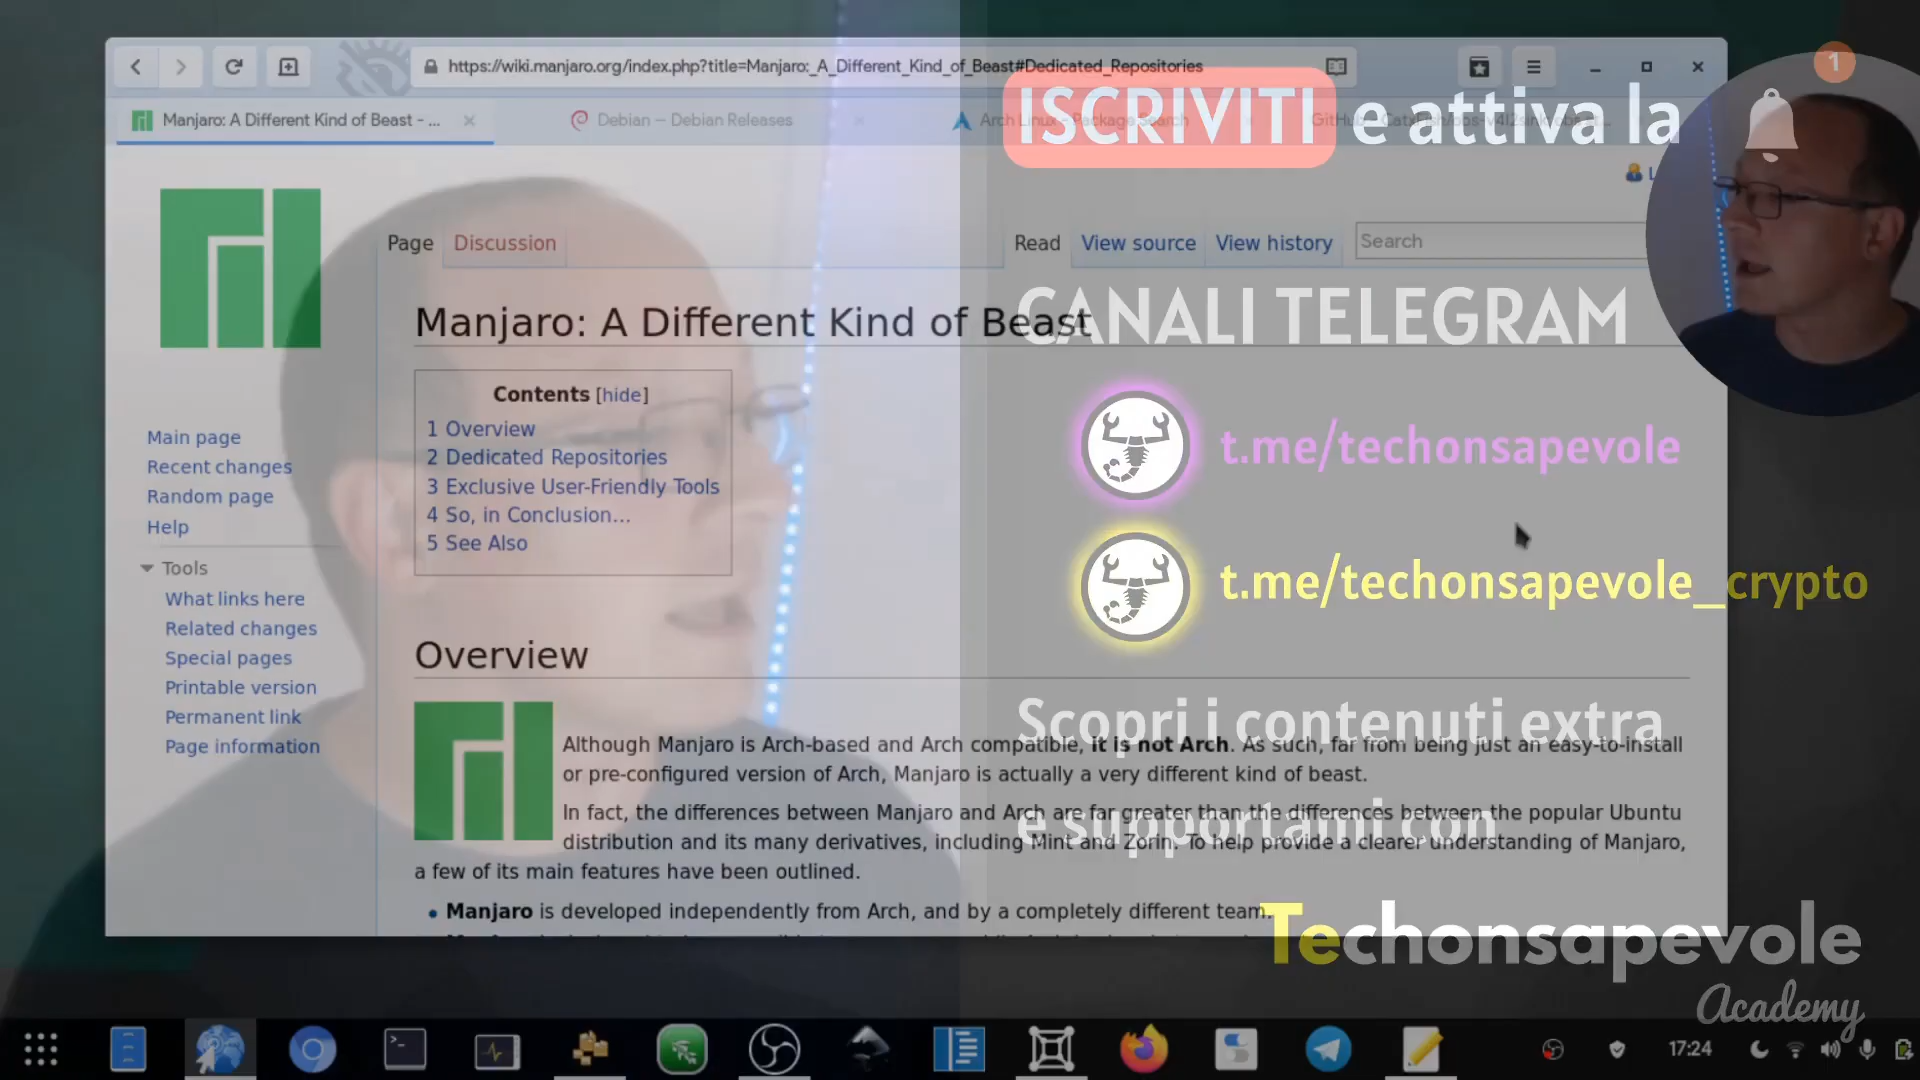 https://wiki.manjaro.org/index.php?title=Manjaro:_A_Different_Kind_of_Beast#Dedicated_Repositories
1
Manjaro: A Different Kind of Beast - ...
Debian — Debian Releases
Arch Linux - Package Search
ISCRIVITI e attiva la
Page
Discussion
Read
View source
View history
Search
Manjaro: A Different Kind of Beast
CANALI TELEGRAM
Contents [hide]
1 Overview
2 Dedicated Repositories
3 Exclusive User-Friendly Tools
4 So, in Conclusion...
5 See Also
t.me/techonsapevole
t.me/techonsapevole_crypto
Main page
Recent changes
Random page
Help
Tools
What links here
Related changes
Special pages
Printable version
Permanent link
Page information
Overview
Scopri i contenuti extra
Although Manjaro is Arch-based and Arch compatible, it is not Arch. As such, far from being just an easy-to-install
or pre-configured version of Arch, Manjaro is actually a very different kind of beast.
In fact, the differences between Manjaro and Arch are far greater than the differences between the popular Ubuntu
e supportami con
distribution and its many derivatives, including Mint and Zorin. To help provide a clearer understanding of Manjaro,
a few of its main features have been outlined.
Manjaro is developed independently from Arch, and by a completely different team.
Techonsapevole
Academy
17:24